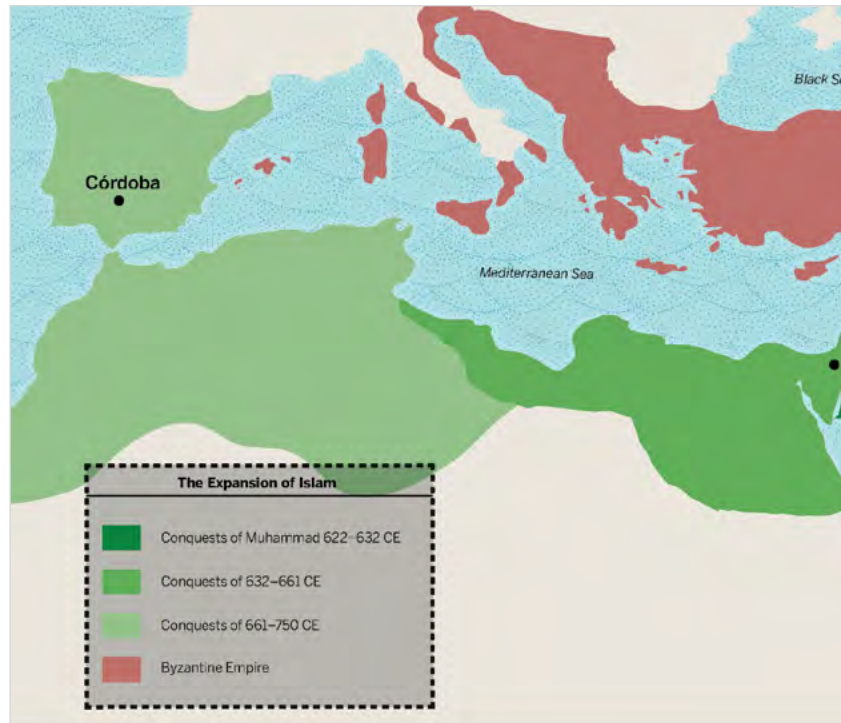 Black S
Córdoba
Mediterranean Sea
The Expansion of Islam
Conquests of Muhammad 622–632 CE
Conquests of 632–661 CE
Conquests of 661–750 CE
Byzantine Empire